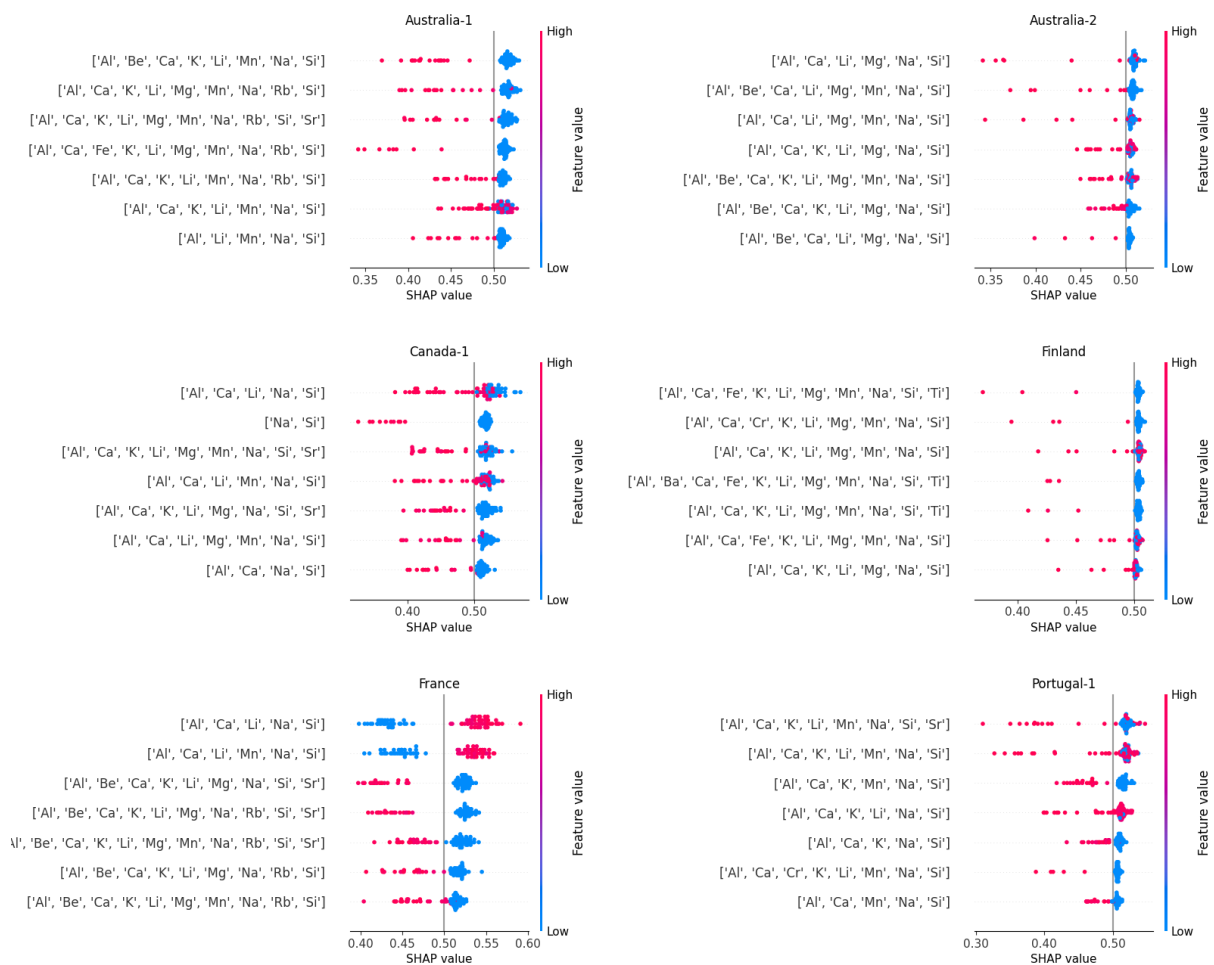 Australia-1
High
['Al', 'Be', 'Ca', 'K', 'Li', 'Mn', 'Na', 'Si']
['Al', 'Ca', 'K', 'Li', 'Mg', 'Mn', 'Na', 'Rb', 'Si']
['Al', 'Ca', 'K', 'Li', 'Mg', 'Mn', 'Na', 'Rb', 'Si', 'Sr']
['Al', 'Ca', 'Fe', 'K', 'Li', 'Mg', 'Mn', 'Na', 'Rb', 'Si']
['Al', 'Ca', 'K', 'Li', 'Mn', 'Na', 'Rb', 'Si']
['Al', 'Ca', 'K', 'Li', 'Mn', 'Na', 'Si']
['Al', 'Li', 'Mn', 'Na', 'Si']
Feature value
Low
0.35 0.40 0.45 0.50
SHAP value
Australia-2
High
['Al', 'Ca', 'Li', 'Mg', 'Na', 'Si']
['Al', 'Be', 'Ca', 'Li', 'Mg', 'Mn', 'Na', 'Si']
['Al', 'Ca', 'Li', 'Mg', 'Mn', 'Na', 'Si']
['Al', 'Ca', 'K', 'Li', 'Mg', 'Na', 'Si']
['Al', 'Be', 'Ca', 'K', 'Li', 'Mg', 'Mn', 'Na', 'Si']
['Al', 'Be', 'Ca', 'K', 'Li', 'Mg', 'Na', 'Si']
['Al', 'Be', 'Ca', 'Li', 'Mg', 'Na', 'Si']
Feature value
Low
0.35 0.40 0.45 0.50
SHAP value
Canada-1
High
['Al', 'Ca', 'Li', 'Na', 'Si']
['Na', 'Si']
['Al', 'Ca', 'K', 'Li', 'Mg', 'Mn', 'Na', 'Si', 'Sr']
['Al', 'Ca', 'Li', 'Mn', 'Na', 'Si']
['Al', 'Ca', 'K', 'Li', 'Mg', 'Na', 'Si', 'Sr']
['Al', 'Ca', 'Li', 'Mg', 'Mn', 'Na', 'Si']
['Al', 'Ca', 'Na', 'Si']
Feature value
Low
0.40 0.50
SHAP value
Finland
High
['Al', 'Ca', 'Fe', 'K', 'Li', 'Mg', 'Mn', 'Na', 'Si', 'Ti']
['Al', 'Ca', 'Cr', 'K', 'Li', 'Mg', 'Mn', 'Na', 'Si']
['Al', 'Ca', 'K', 'Li', 'Mg', 'Mn', 'Na', 'Si']
['Al', 'Ba', 'Ca', 'Fe', 'K', 'Li', 'Mg', 'Mn', 'Na', 'Si', 'Ti']
['Al', 'Ca', 'K', 'Li', 'Mg', 'Mn', 'Na', 'Si', 'Ti']
['Al', 'Ca', 'Fe', 'K', 'Li', 'Mg', 'Mn', 'Na', 'Si']
['Al', 'Ca', 'K', 'Li', 'Mg', 'Na', 'Si']
Feature value
Low
0.40 0.45 0.50
SHAP value
France
High
['Al', 'Ca', 'Li', 'Na', 'Si']
['Al', 'Ca', 'Li', 'Mn', 'Na', 'Si']
['Al', 'Be', 'Ca', 'K', 'Li', 'Mg', 'Na', 'Si', 'Sr']
['Al', 'Be', 'Ca', 'K', 'Li', 'Mg', 'Na', 'Rb', 'Si', 'Sr']
'Be', 'Ca', 'K', 'Li', 'Mg', 'Mn', 'Na', 'Rb', 'Si', 'Sr']
['Al', 'Be', 'Ca', 'K', 'Li', 'Mg', 'Na', 'Rb', 'Si']
['Al', 'Be', 'Ca', 'K', 'Li', 'Mg', 'Mn', 'Na', 'Rb', 'Si']
Feature value
Low
0.40 0.45 0.50 0.55 0.60
SHAP value
Portugal-1
High
['Al', 'Ca', 'K', 'Li', 'Mn', 'Na', 'Si', 'Sr']
['Al', 'Ca', 'K', 'Li', 'Mn', 'Na', 'Si']
['Al', 'Ca', 'K', 'Mn', 'Na', 'Si']
['Al', 'Ca', 'K', 'Li', 'Na', 'Si']
['Al', 'Ca', 'K', 'Na', 'Si']
['Al', 'Ca', 'Cr', 'K', 'Li', 'Mn', 'Na', 'Si']
['Al', 'Ca', 'Mn', 'Na', 'Si']
Feature value
Low
0.30 0.40 0.50
SHAP value